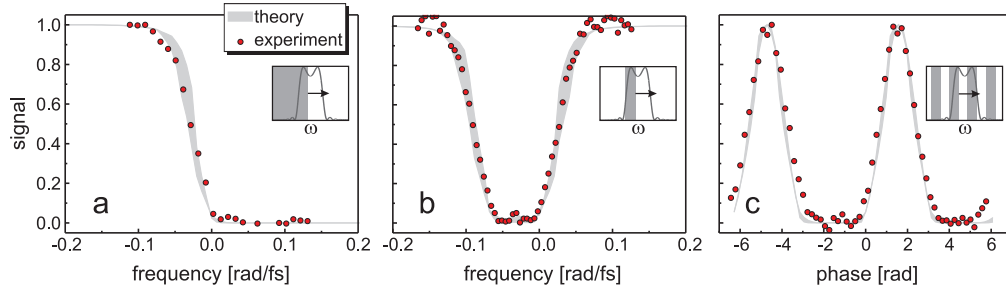 theory
experiment
signal
1.0
0.8
0.6
0.4
0.2
0.0
a
ω
-0.2 -0.1 0.0 0.1 0.2
frequency [rad/fs]
b
ω
-0.2 -0.1 0.0 0.1 0.2
frequency [rad/fs]
c
ω
-6 -4 -2 0 2 4 6
phase [rad]